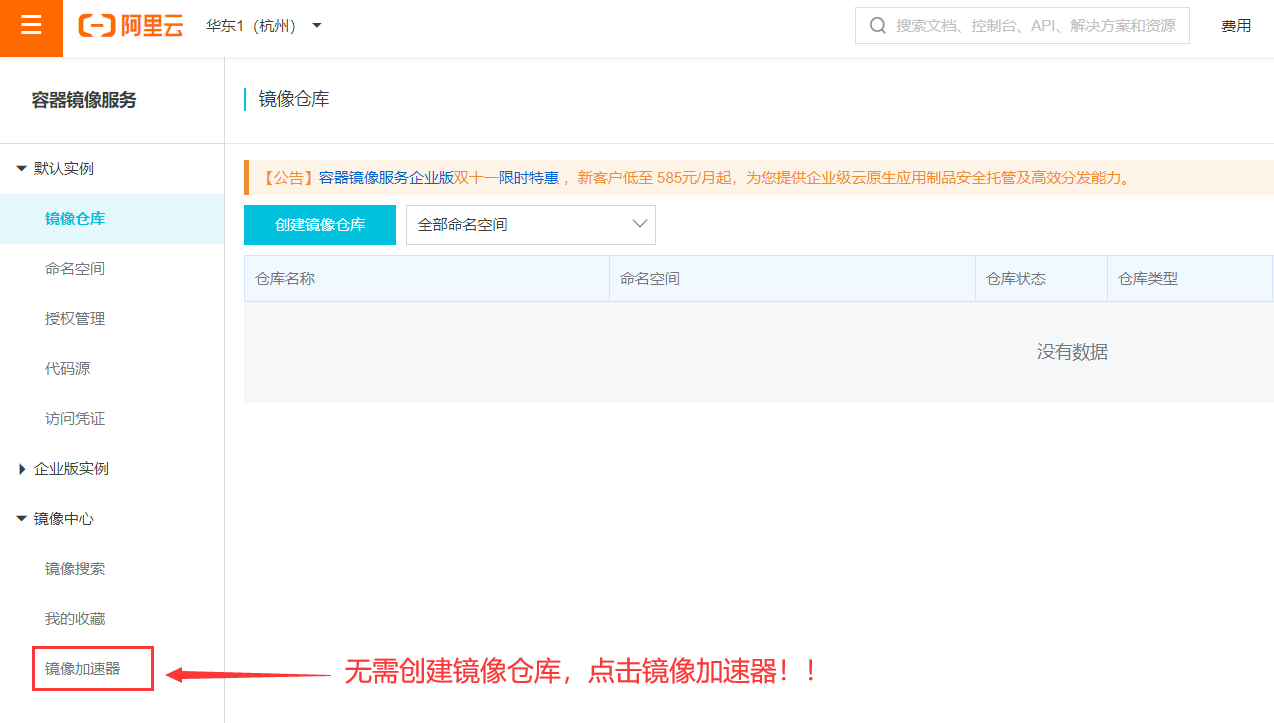 阿里云 华东1（杭州） 搜索文档、控制台、API、解决方案和资源 费用
容器镜像服务
镜像仓库
默认实例
镜像仓库
命名空间
授权管理
代码源
访问凭证
企业版实例
镜像中心
镜像搜索
我的收藏
镜像加速器
【公告】容器镜像服务企业版双十一限时特惠 ，新客户低至 585元/月起，为您提供企业级云原生应用制品安全托管及高效分发能力。
创建镜像仓库 全部命名空间
仓库名称 命名空间 仓库状态 仓库类型
没有数据
无需创建镜像仓库，点击镜像加速器！！